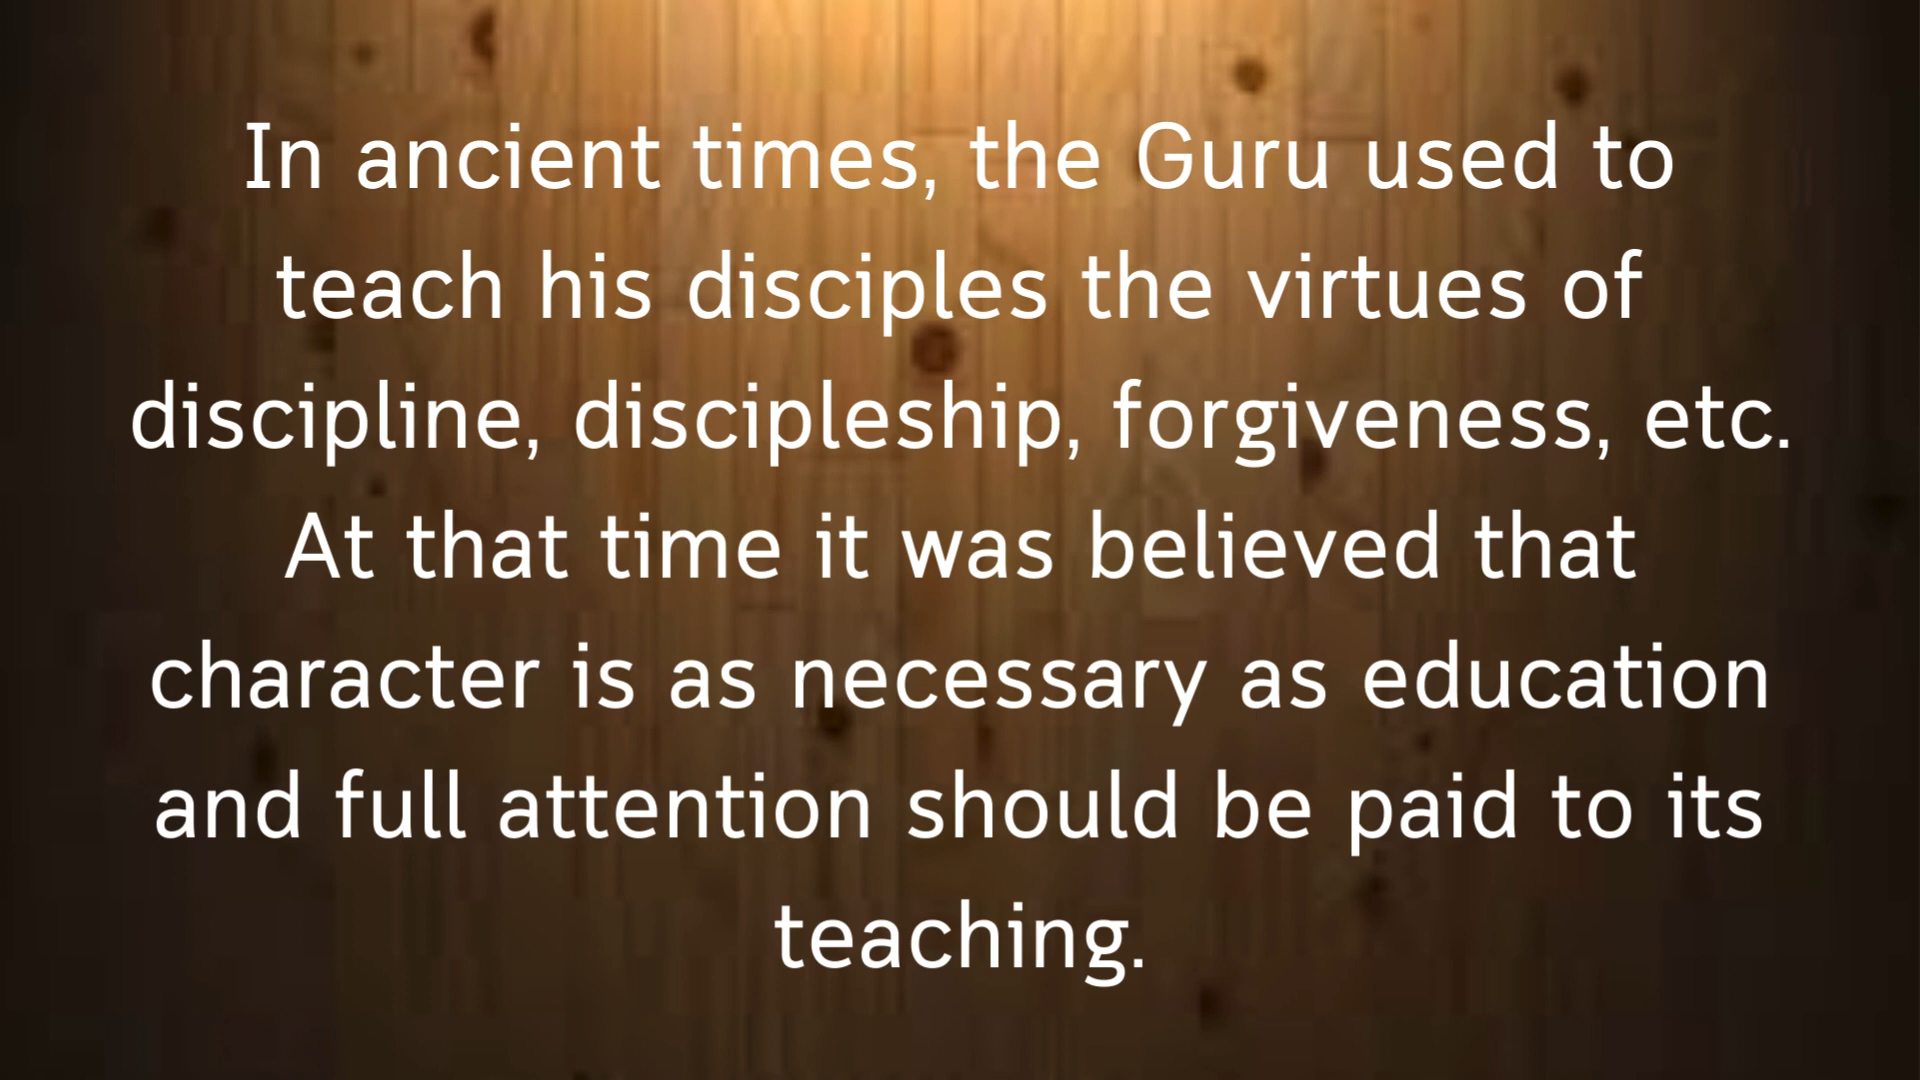 In ancient times, the Guru used to
teach his disciples the virtues of
discipline, discipleship, forgiveness, etc.
At that time it was believed that
character is as necessary as education
and full attention should be paid to its
teaching.